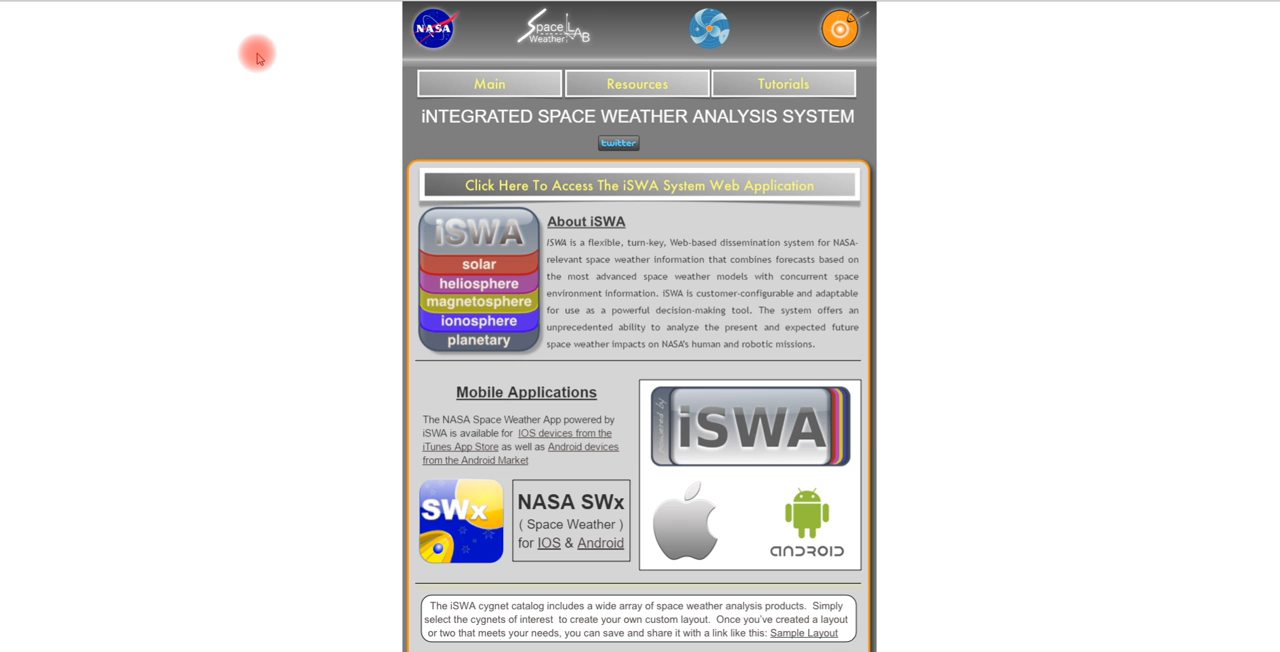 NASA
Space Weather LAB
Main
Resources
Tutorials
iNTEGRATED SPACE WEATHER ANALYSIS SYSTEM
twitter
Click Here To Access The iSWA System Web Application
iSWA
solar
heliosphere
magnetosphere
ionosphere
planetary
About iSWA
iSWA is a flexible, turn-key, Web-based dissemination system for NASA-
relevant space weather information that combines forecasts based on
the most advanced space weather models with concurrent space
environment information. iSWA is customer-configurable and adaptable
for use as a powerful decision-making tool. The system offers an
unprecedented ability to analyze the present and expected future
space weather impacts on NASA's human and robotic missions.
Mobile Applications
The NASA Space Weather App powered by
iSWA is available for IOS devices from the
iTunes App Store as well as Android devices
from the Android Market
SWx
NASA SWx
( Space Weather )
for IOS & Android
powered by
iSWA
ANDROID
The iSWA cygnet catalog includes a wide array of space weather analysis products. Simply
select the cygnets of interest to create your own custom layout. Once you've created a layout
or two that meets your needs, you can save and share it with a link like this: Sample Layout